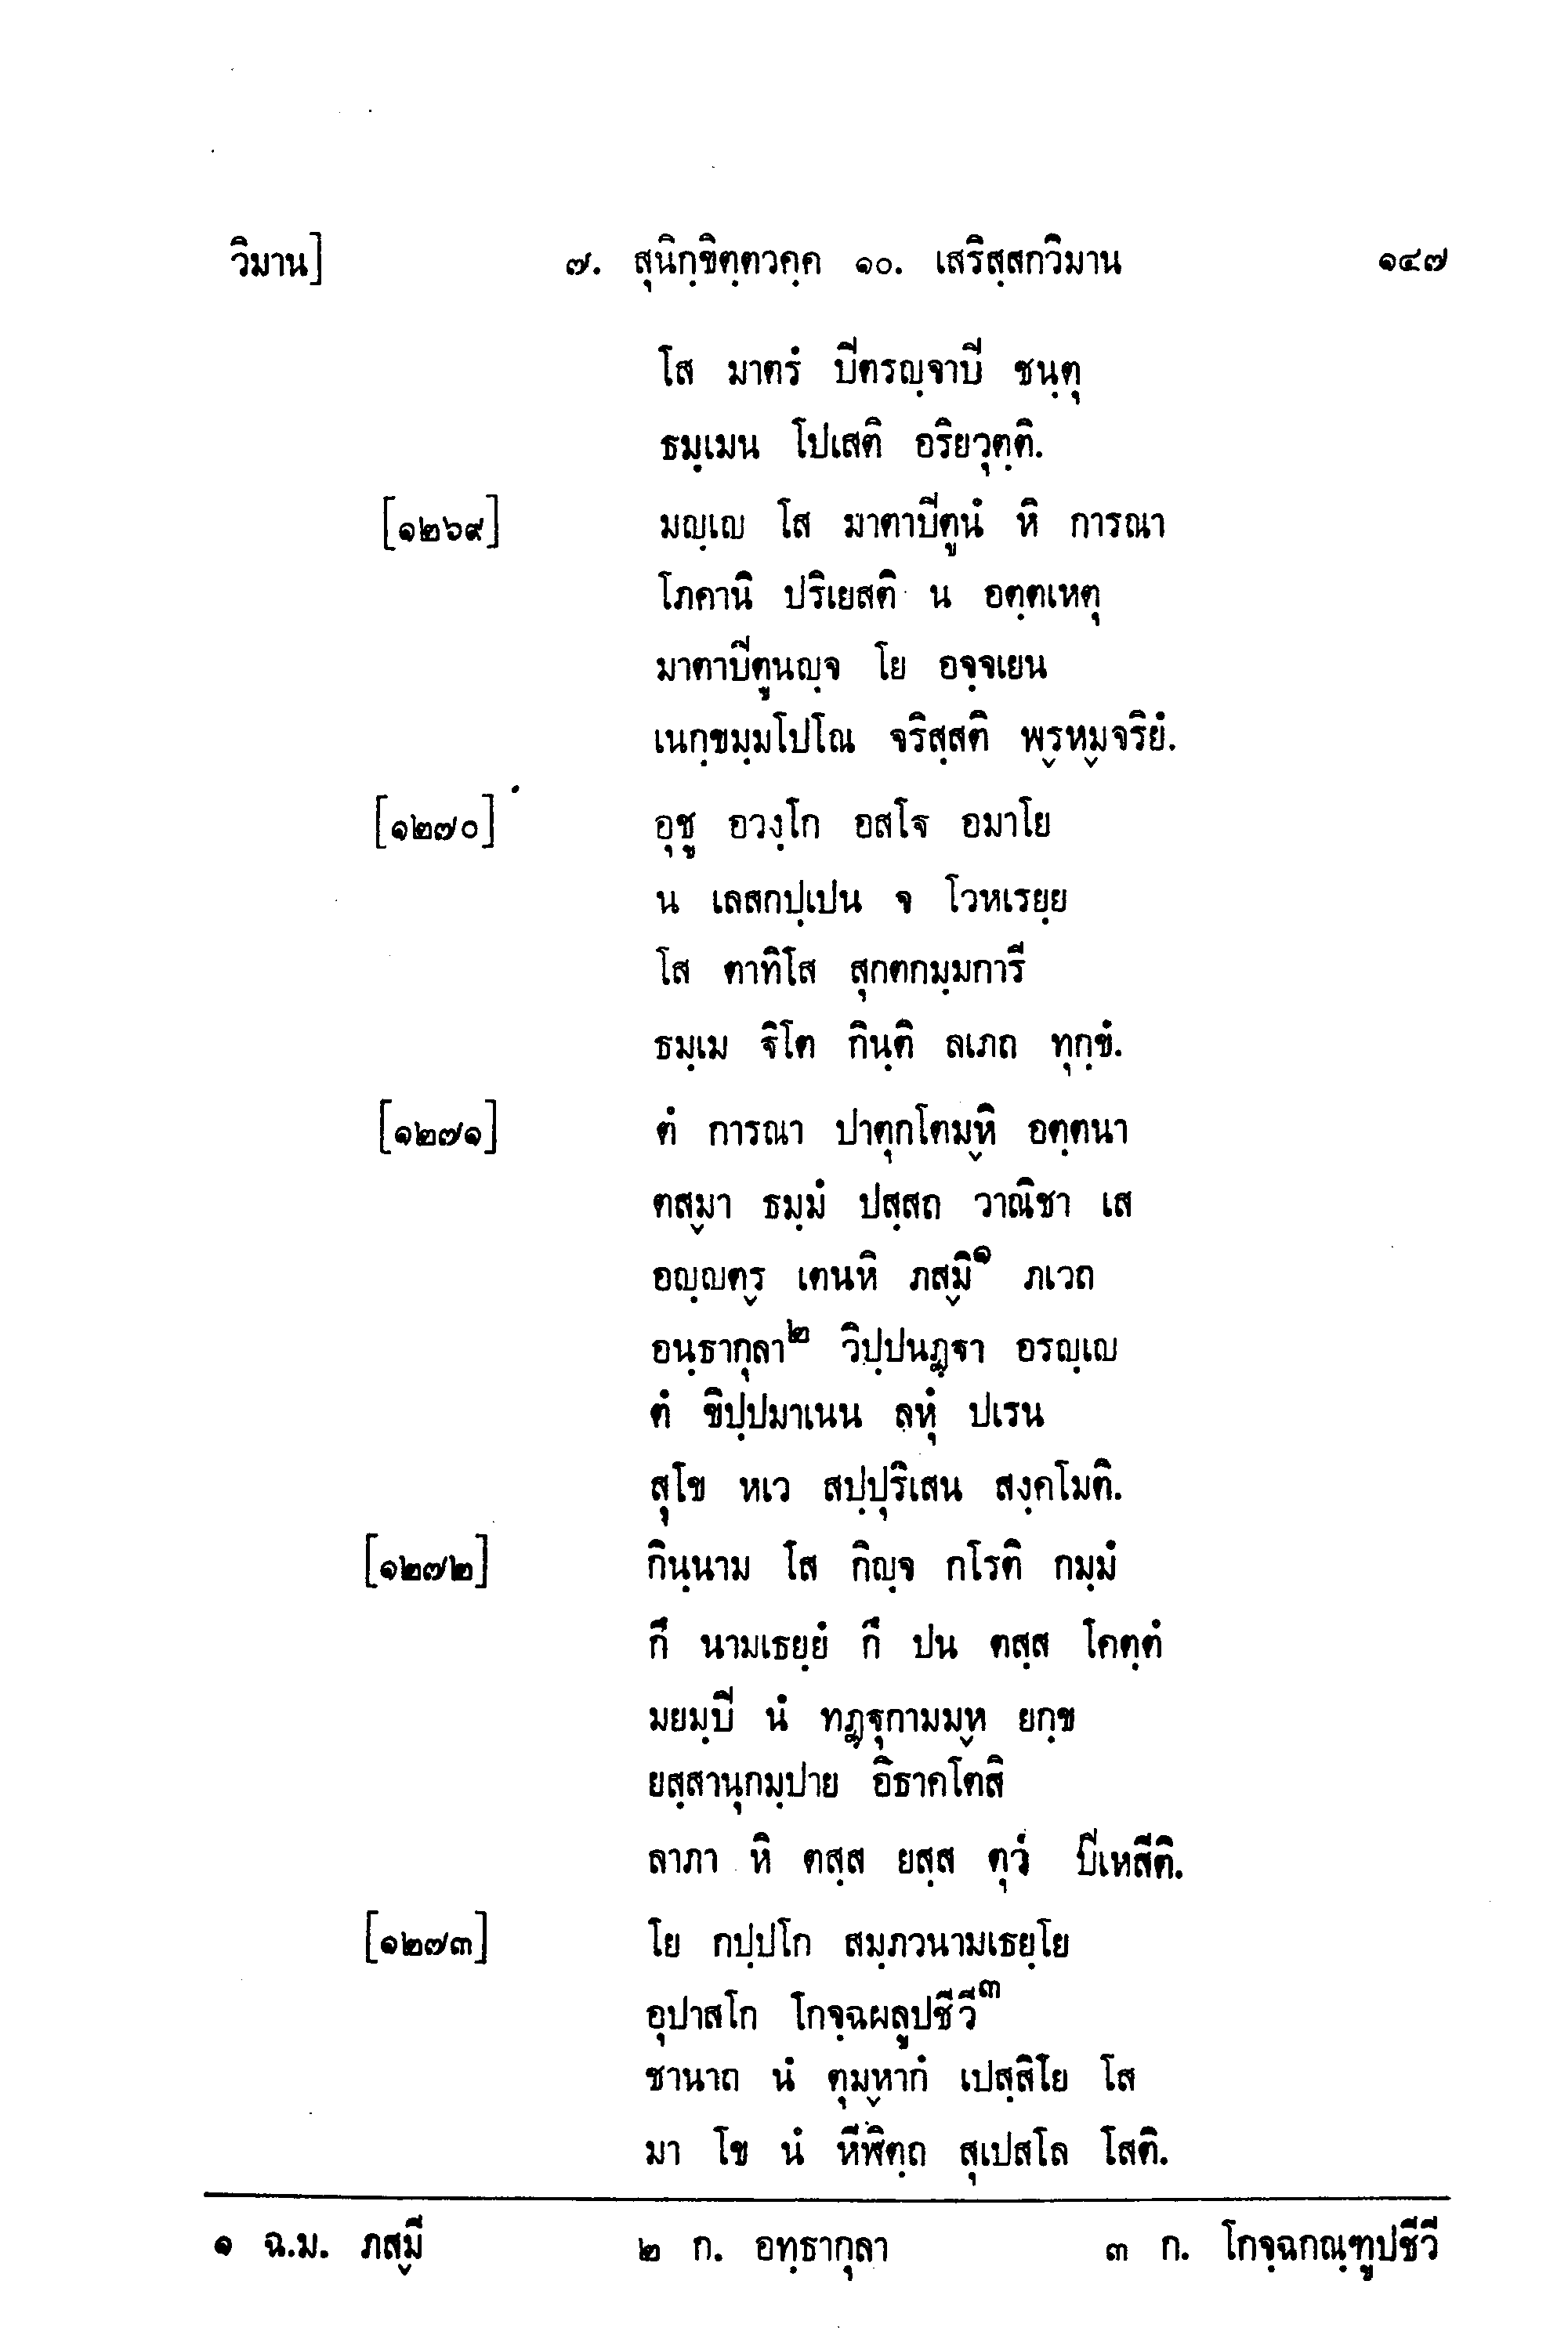 วิมาน] ๗. สุนิกฺขิตฺตวคฺค ๑๐. เสริสฺสกวิมาน ๑๔๗
โส มาตรํ ปิตรญฺจาปิ ชนฺตุ
ธมฺเมน โปเสติ อริยวุตฺติ.
[๑๒๖๙] มญฺเญ โส มาตาปิตูนํ หิ การณา
โภคานิ ปริเยสติ น อตฺตเหตุ
มาตาปิตูนญฺจ โย อจฺจเยน
เนกฺขมฺมโปโณ จริสฺสติ พฺรหฺมจริยํ.
[๑๒๗๐] อุชู อวงฺโก อสโฐ อมาโย
น เลสกปฺเปน จ โวหเรยฺย
โส ตาทิโส สุกตกมฺมการี
ธมฺเม ฐิโต กินฺติ ลเภถ ทุกฺขํ.
[๑๒๗๑] ตํ การณา ปาตุกโตมฺหิ อตฺตนา
ตสฺมา ธมฺมํ ปสฺสถ วาณิชา เส
อญฺญตฺร เตนหิ ภสฺมิ๑ ภเวถ
อนฺธากุลา๒ วิปฺปนฏฺฐา อรญฺเญ
ตํ ขิปฺปมาเนน ลหุํ ปเรน
สุโข หเว สปฺปุริเสน สงฺคโมติ.
[๑๒๗๒] กินฺนาม โส กิญฺจ กโรติ กมฺมํ
กึ นามเธยฺยํ กึ ปน ตสฺส โคตฺตํ
มยมฺปิ นํ ทฏฺฐุกามมฺห ยกฺข
ยสฺสานุกมฺปาย อิธาคโตสิ
ลาภา หิ ตสฺส ยสฺส ตุวํ ปิเหสีติ.
[๑๒๗๓] โย กปฺปโก สมฺภวนามเธยฺโย
อุปาสโก โกจฺฉผลูปชีวี๓
ชานาถ นํ ตุมฺหากํ เปสฺสิโย โส
มา โข นํ หีฬิตฺถ สุเปสโล โสติ.
๑ ฉ.ม. ภสฺมี ๒ ก. อทฺธากุลา ๓ ก. โกจฺฉกณฺฑูปชีวี